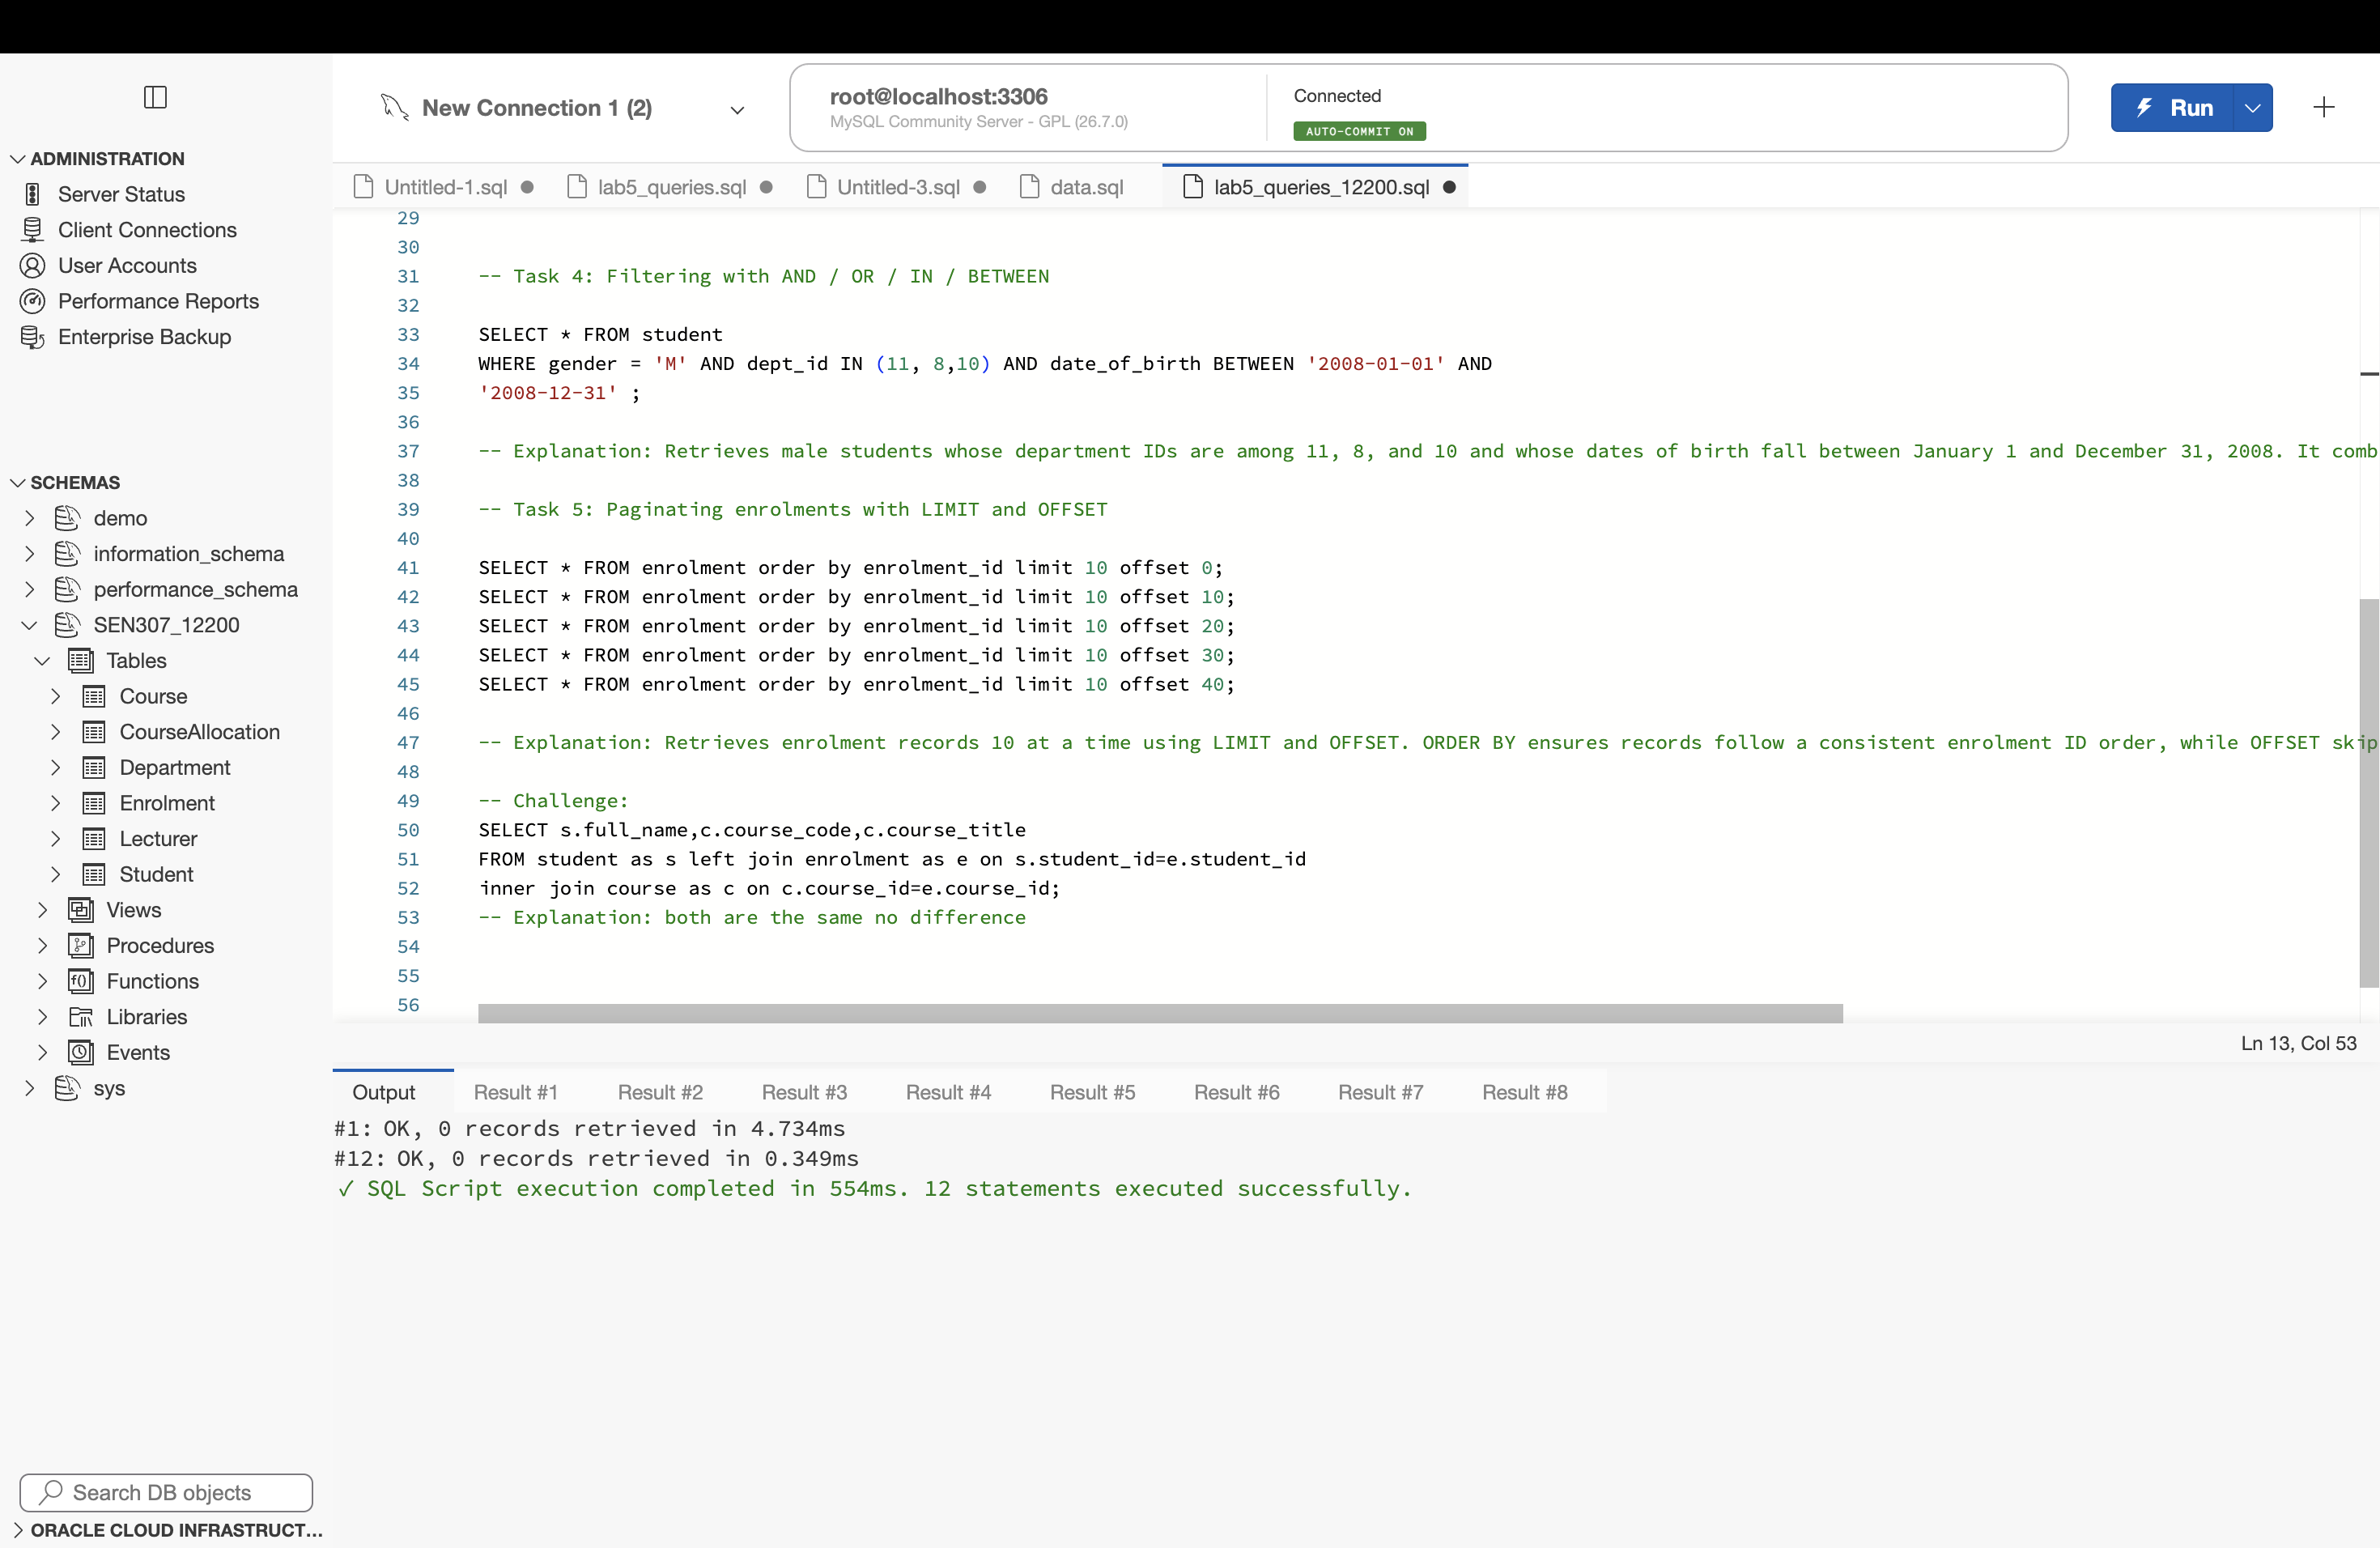 New Connection 1 (2)
root@localhost:3306
MySQL Community Server - GPL (26.7.0)
Connected
AUTO-COMMIT ON
Run
ADMINISTRATION
Server Status
Client Connections
User Accounts
Performance Reports
Enterprise Backup
SCHEMAS
demo
information_schema
performance_schema
SEN307_12200
Tables
Course
CourseAllocation
Department
Enrolment
Lecturer
Student
Views
Procedures
Functions
Libraries
Events
sys
Search DB objects
ORACLE CLOUD INFRASTRUCT...
Untitled-1.sql
lab5_queries.sql
Untitled-3.sql
data.sql
lab5_queries_12200.sql
29
30
31 -- Task 4: Filtering with AND / OR / IN / BETWEEN
32
33 SELECT * FROM student
34 WHERE gender = 'M' AND dept_id IN (11, 8,10) AND date_of_birth BETWEEN '2008-01-01' AND
35 '2008-12-31' ;
36
37 -- Explanation: Retrieves male students whose department IDs are among 11, 8, and 10 and whose dates of birth fall between January 1 and December 31, 2008. It comb
38
39 -- Task 5: Paginating enrolments with LIMIT and OFFSET
40
41 SELECT * FROM enrolment order by enrolment_id limit 10 offset 0;
42 SELECT * FROM enrolment order by enrolment_id limit 10 offset 10;
43 SELECT * FROM enrolment order by enrolment_id limit 10 offset 20;
44 SELECT * FROM enrolment order by enrolment_id limit 10 offset 30;
45 SELECT * FROM enrolment order by enrolment_id limit 10 offset 40;
46
47 -- Explanation: Retrieves enrolment records 10 at a time using LIMIT and OFFSET. ORDER BY ensures records follow a consistent enrolment ID order, while OFFSET skip
48
49 -- Challenge:
50 SELECT s.full_name,c.course_code,c.course_title
51 FROM student as s left join enrolment as e on s.student_id=e.student_id
52 inner join course as c on c.course_id=e.course_id;
53 -- Explanation: both are the same no difference
54
55
56
Ln 13, Col 53
Output
Result #1
Result #2
Result #3
Result #4
Result #5
Result #6
Result #7
Result #8
#1: OK, 0 records retrieved in 4.734ms
#12: OK, 0 records retrieved in 0.349ms
✓ SQL Script execution completed in 554ms. 12 statements executed successfully.